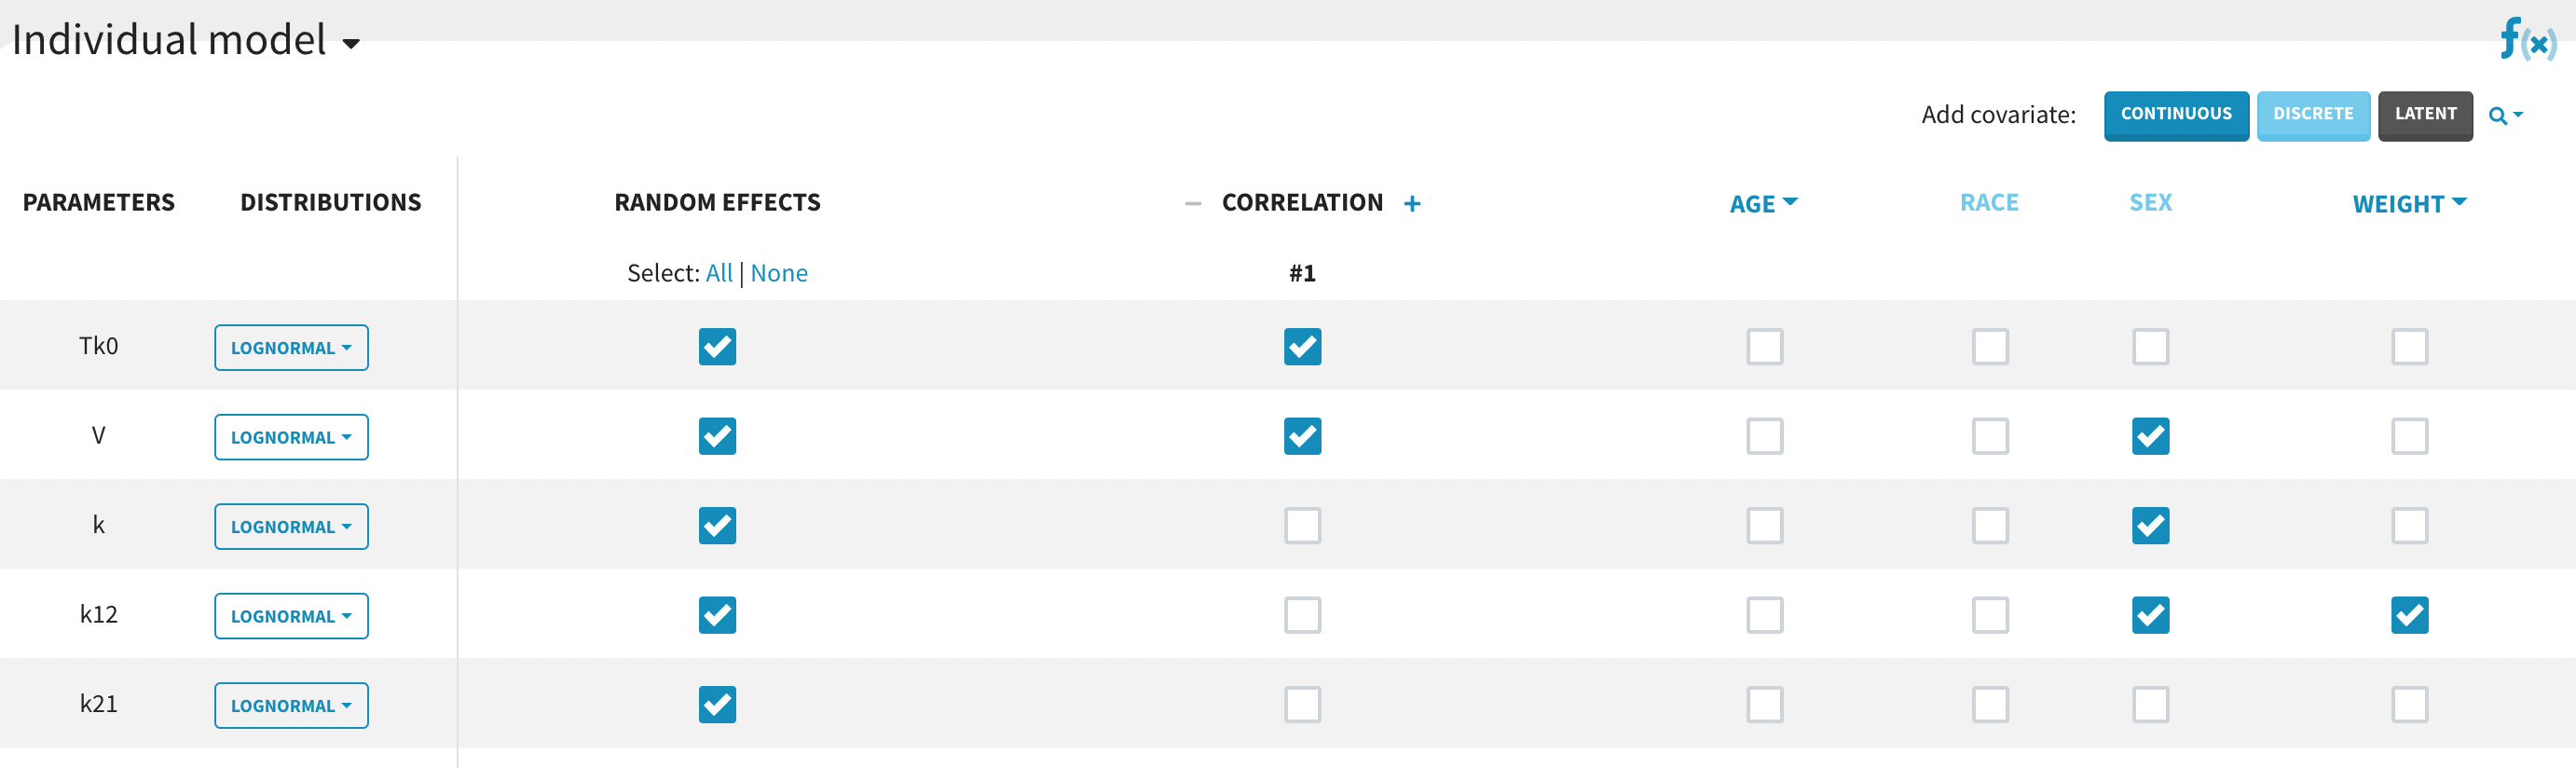 Individual model
f(x)
Add covariate: CONTINUOUS DISCRETE LATENT
PARAMETERS DISTRIBUTIONS RANDOM EFFECTS − CORRELATION + AGE RACE SEX WEIGHT
Select: All | None #1
Tk0 LOGNORMAL
V LOGNORMAL
k LOGNORMAL
k12 LOGNORMAL
k21 LOGNORMAL